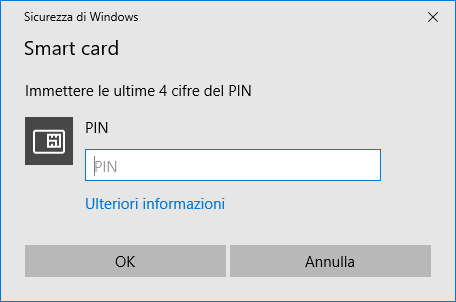 Sicurezza di Windows
Smart card
Immettere le ultime 4 cifre del PIN
PIN
PIN
Ulteriori informazioni
OK
Annulla